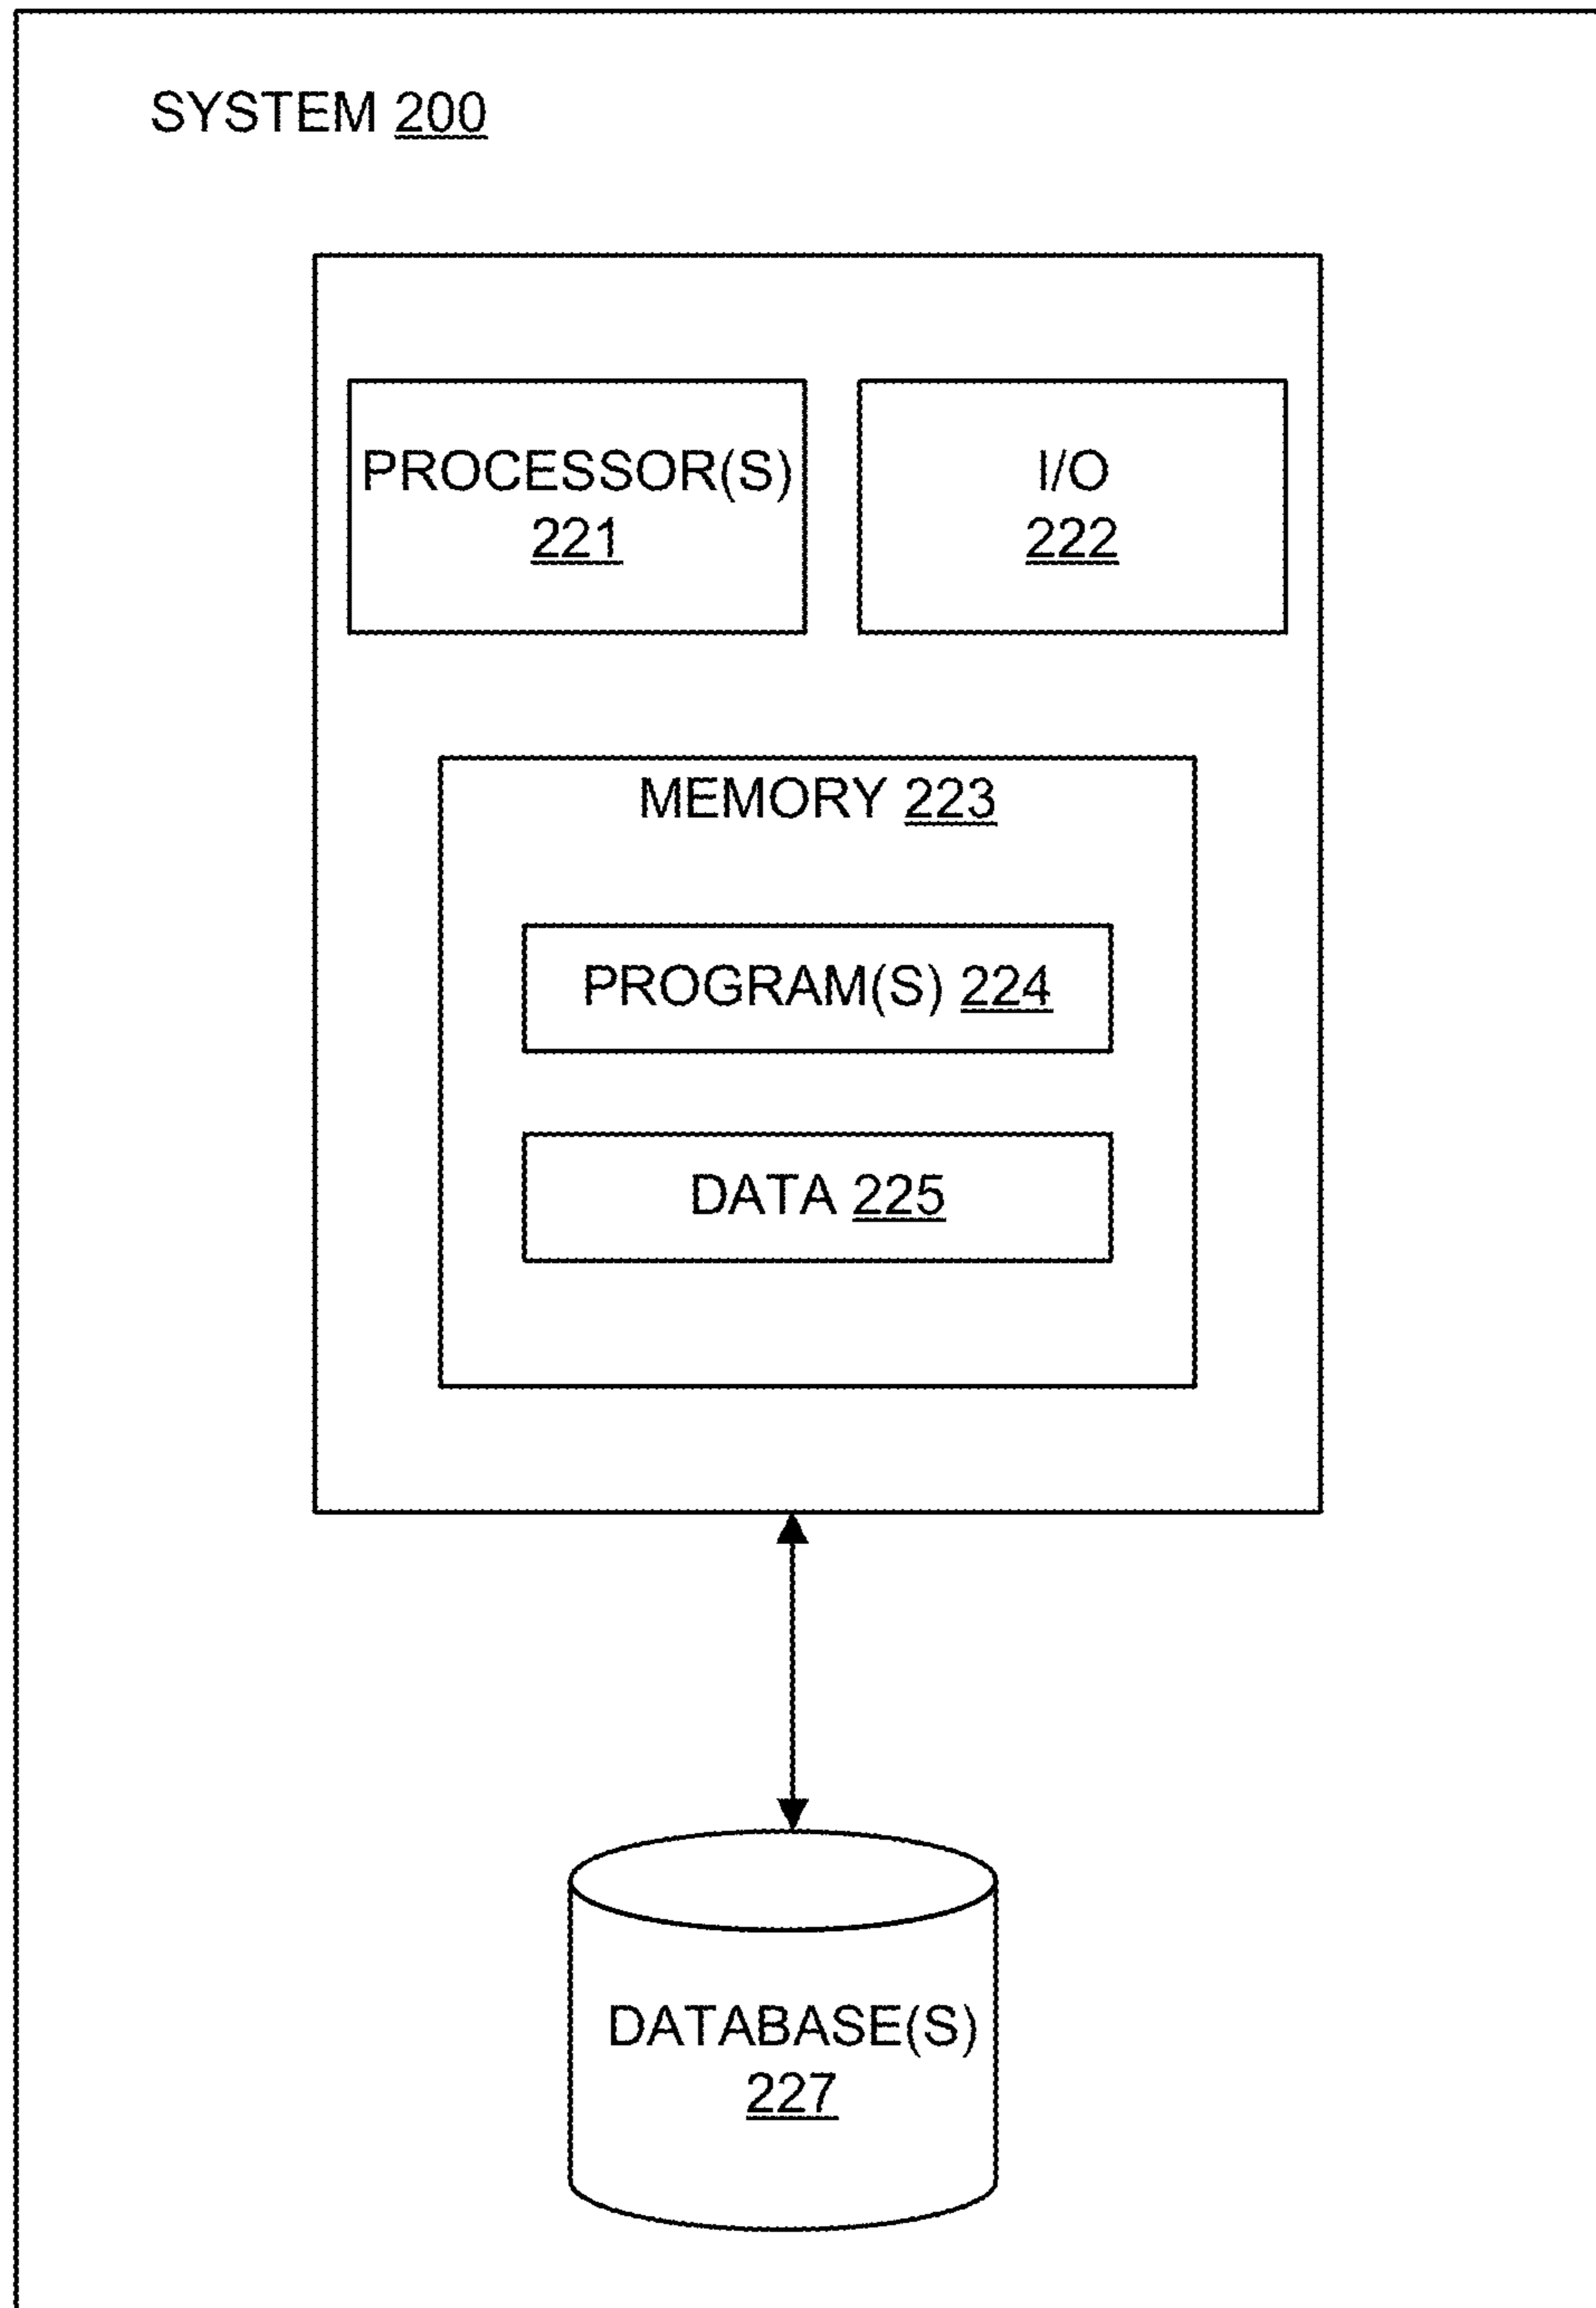 SYSTEM 200
PROCESSOR(S)
221
I/O
222
MEMORY 223
PROGRAM(S) 224
DATA 225
DATABASE(S)
227